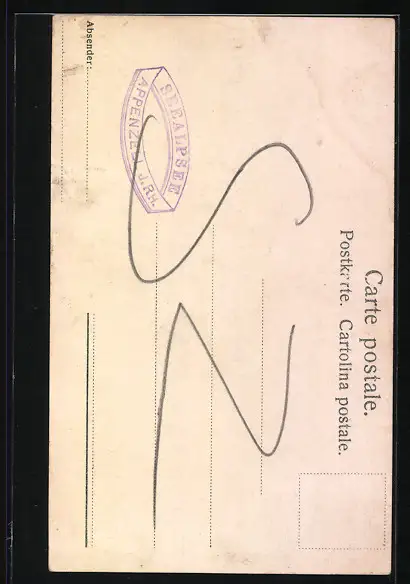 Carte postale.
Postkarte. Cartolina postale.
SEEALPSEE
APPENZELL J.RH.
Absender: